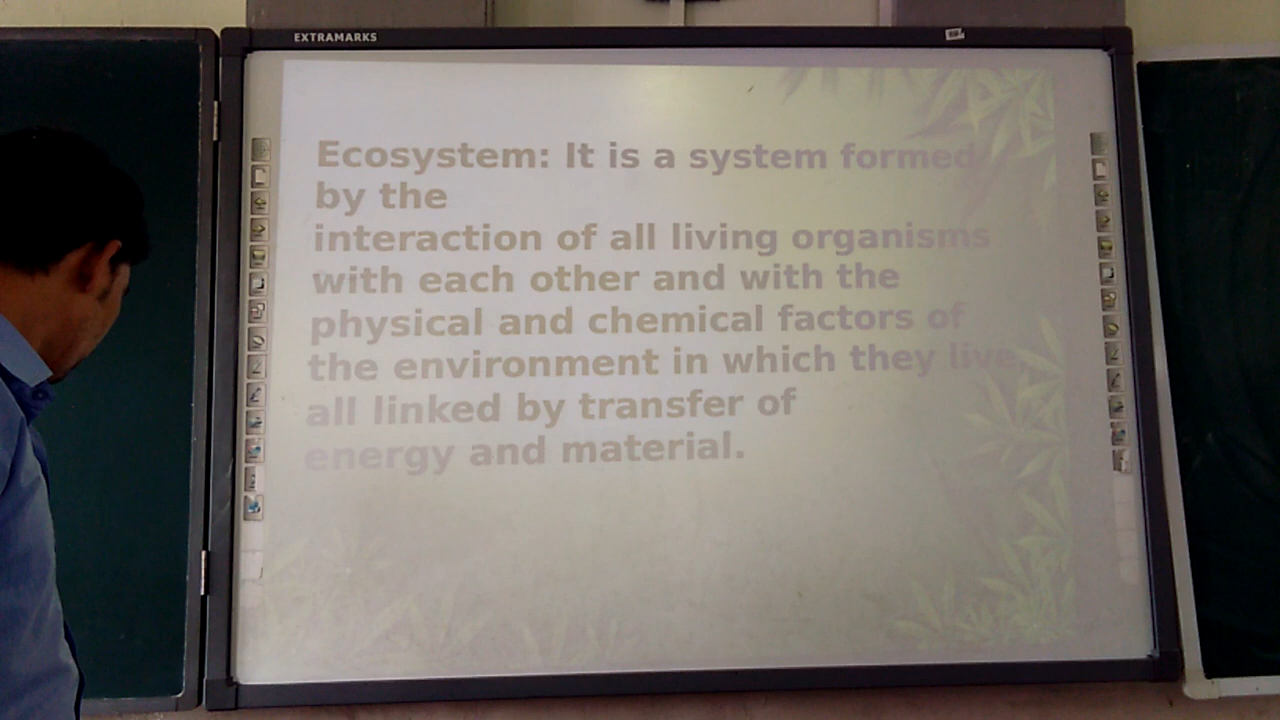 EXTRAMARKS
Ecosystem: It is a system formed
by the
interaction of all living organisms
with each other and with the
physical and chemical factors of
the environment in which they live,
all linked by transfer of
energy and material.